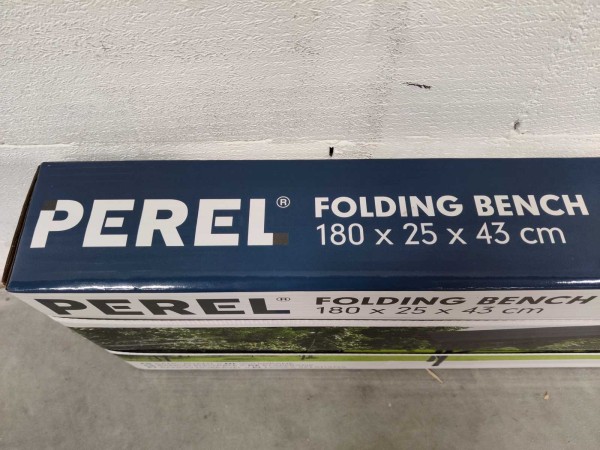 PEREL®
FOLDING BENCH
180 x 25 x 43 cm
PEREL®
FOLDING BENCH
180 x 25 x 43 cm